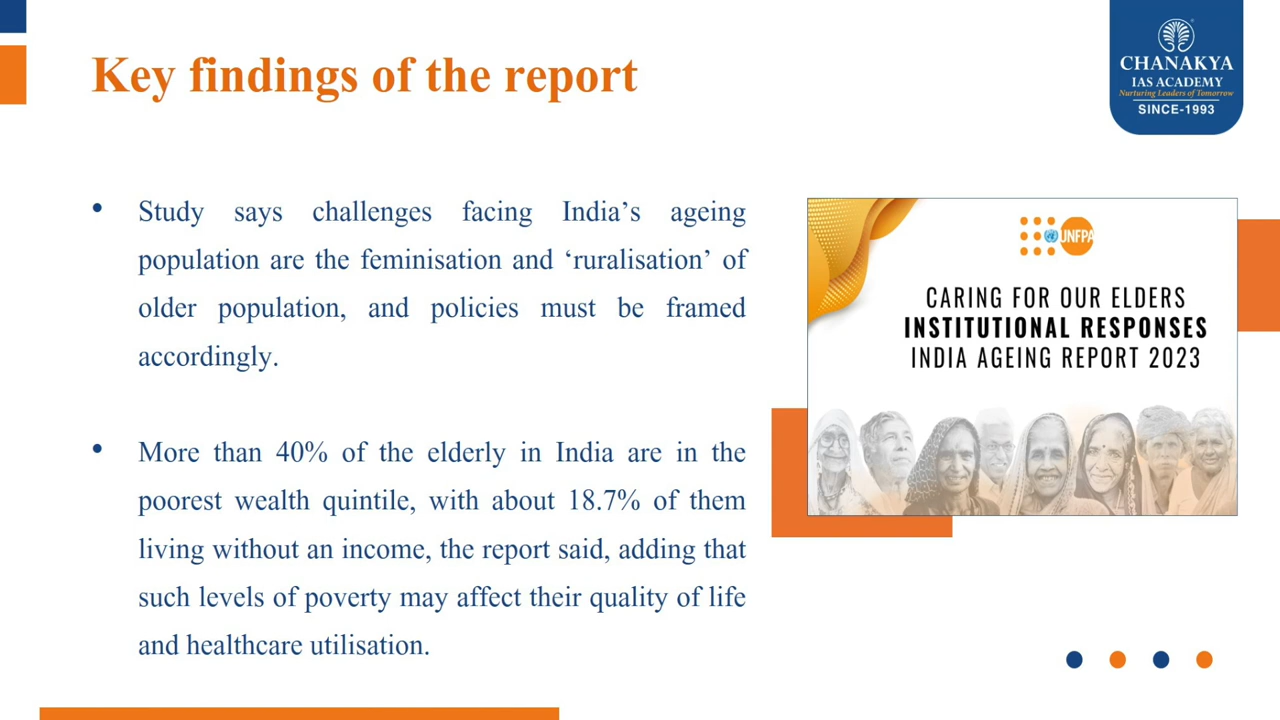 Key findings of the report
CHANAKYA
IAS ACADEMY
Nurturing Leaders of Tomorrow
SINCE-1993
• Study says challenges facing India’s ageing
population are the feminisation and ‘ruralisation’ of
older population, and policies must be framed
accordingly.
• More than 40% of the elderly in India are in the
poorest wealth quintile, with about 18.7% of them
living without an income, the report said, adding that
such levels of poverty may affect their quality of life
and healthcare utilisation.
UNFPA
CARING FOR OUR ELDERS
INSTITUTIONAL RESPONSES
INDIA AGEING REPORT 2023